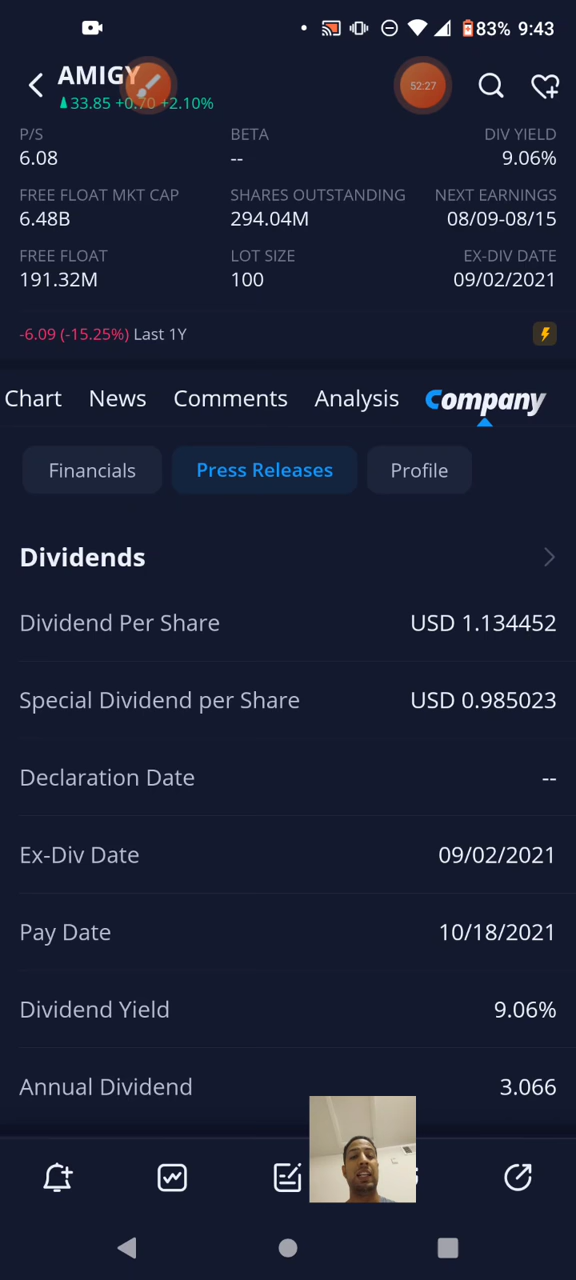 83% 9:43
AMIGY
33.85 +0.70 +2.10%
52:27
P/S BETA DIV YIELD
6.08 -- 9.06%
FREE FLOAT MKT CAP SHARES OUTSTANDING NEXT EARNINGS
6.48B 294.04M 08/09-08/15
FREE FLOAT LOT SIZE EX-DIV DATE
191.32M 100 09/02/2021
-6.09 (-15.25%) Last 1Y
Chart News Comments Analysis Company
Financials Press Releases Profile
Dividends
Dividend Per Share USD 1.134452
Special Dividend per Share USD 0.985023
Declaration Date --
Ex-Div Date 09/02/2021
Pay Date 10/18/2021
Dividend Yield 9.06%
Annual Dividend 3.066